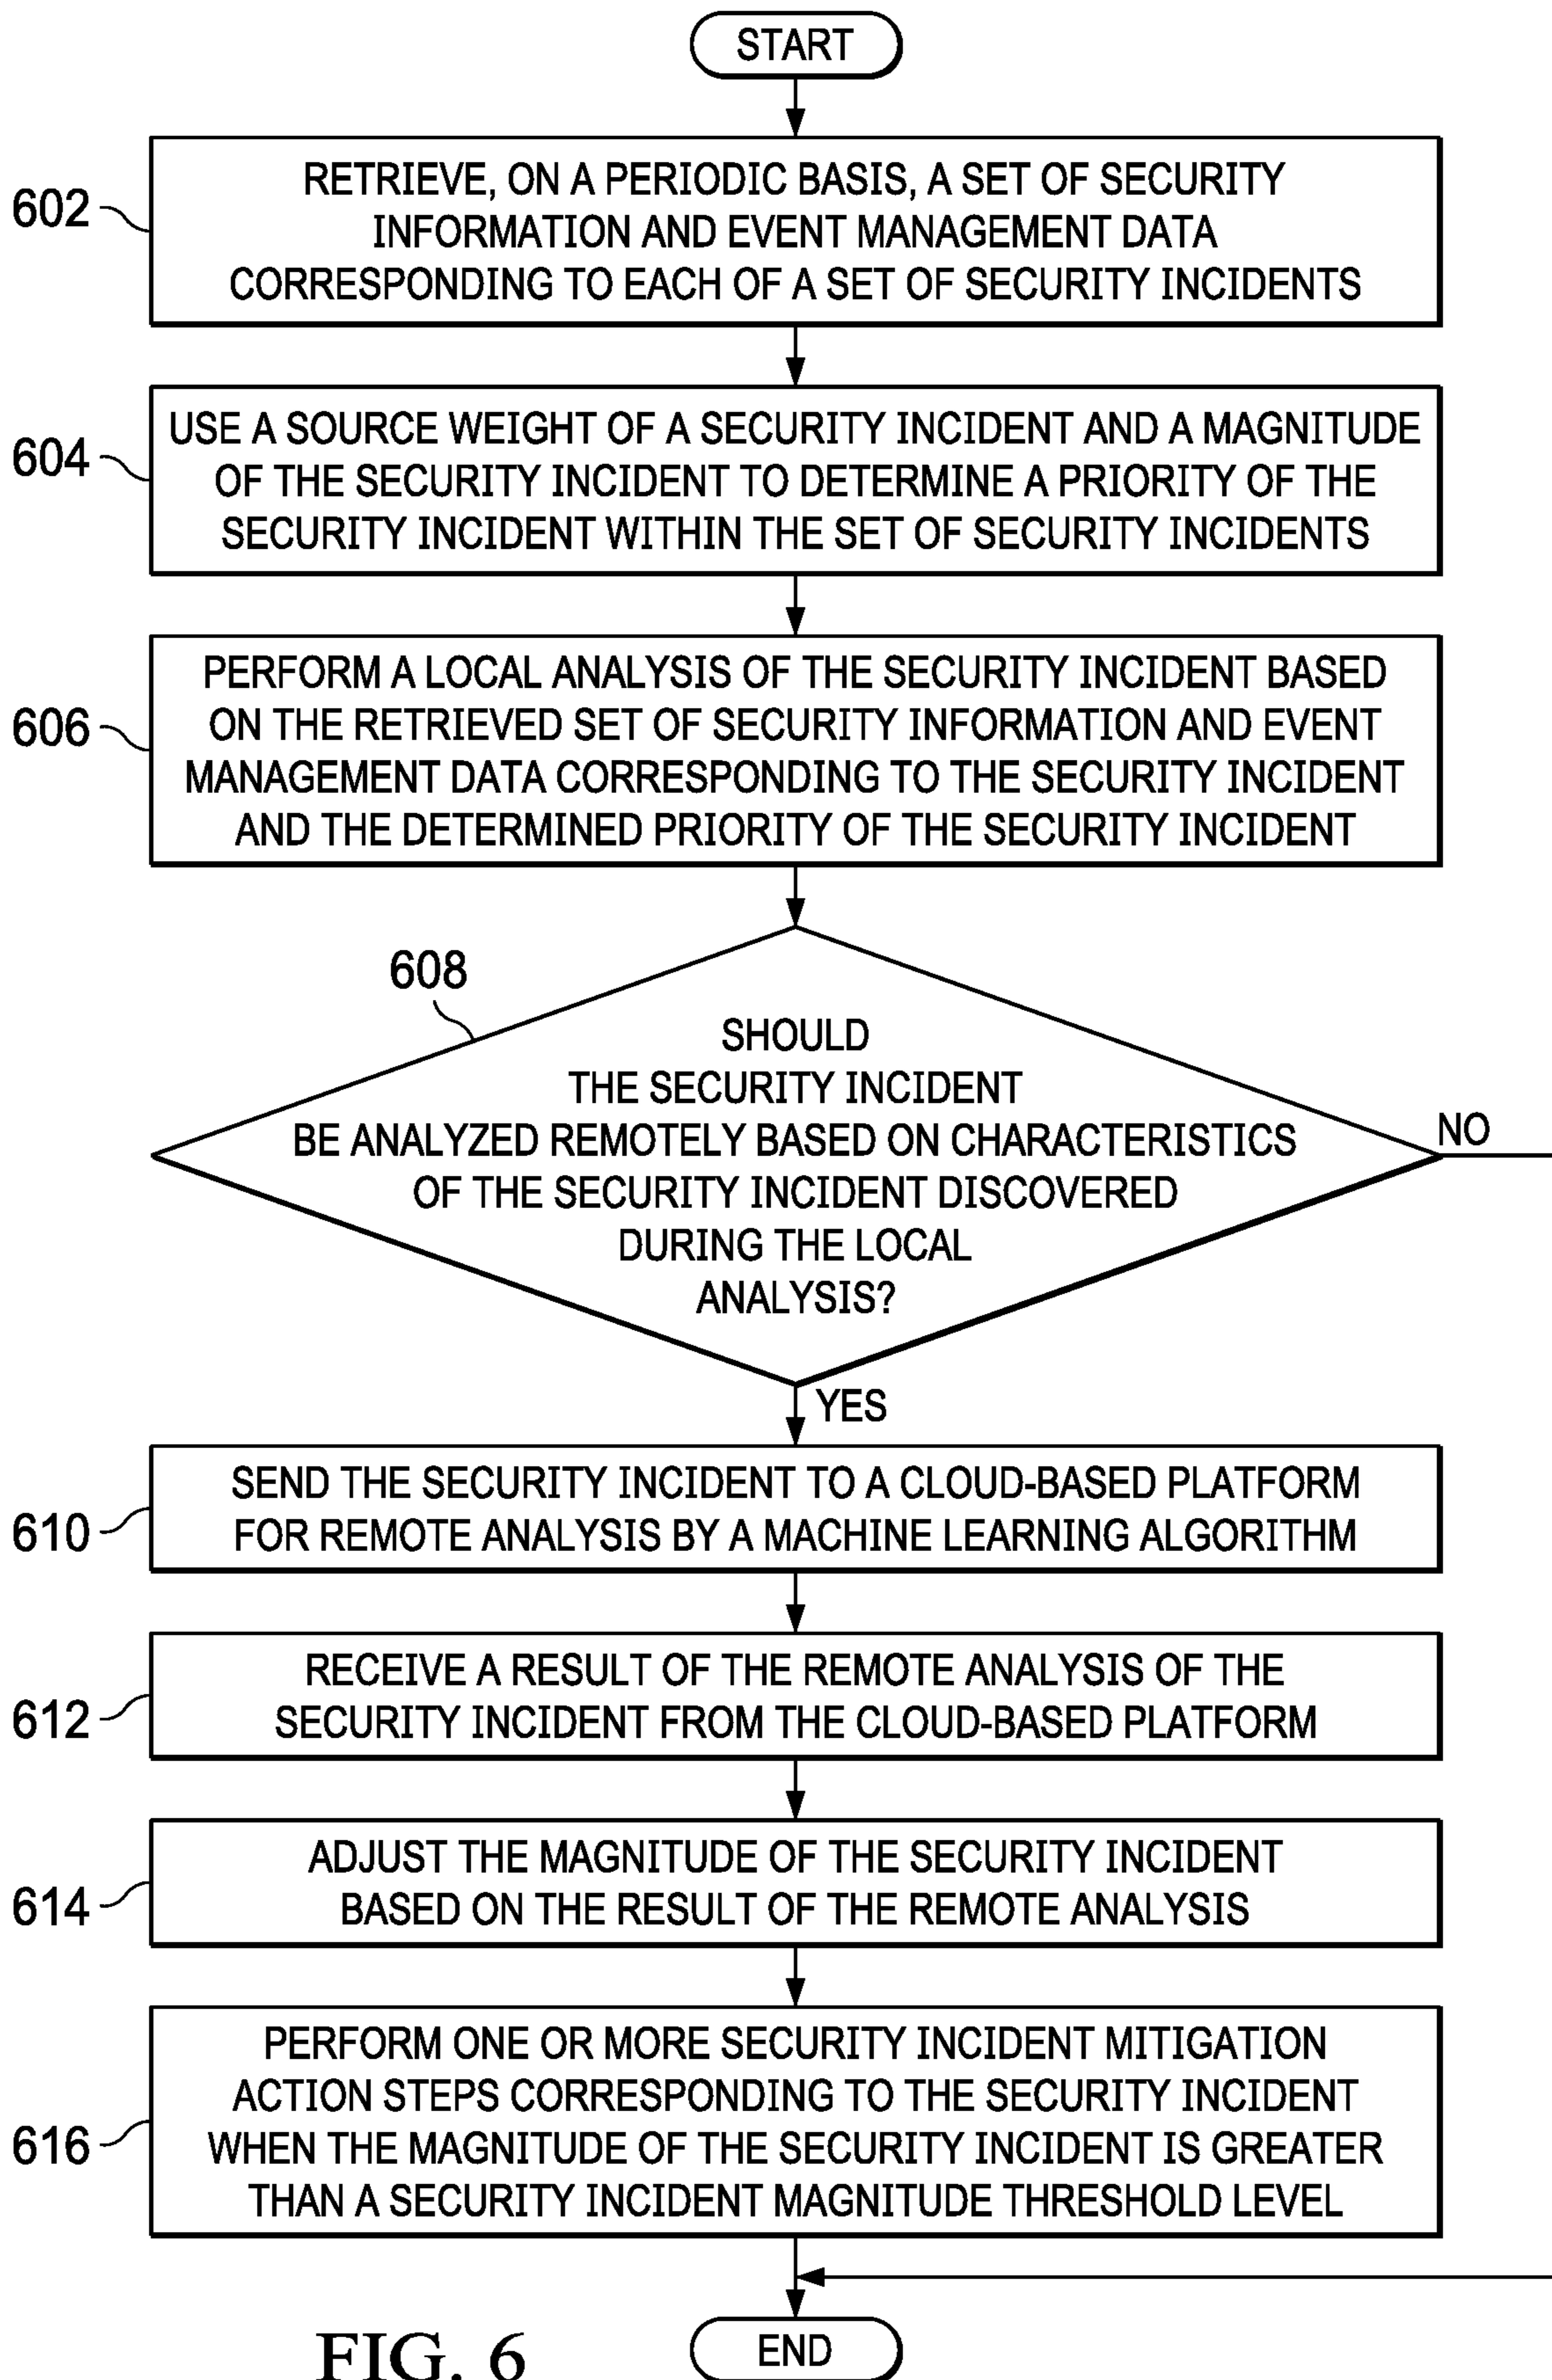 START
602
RETRIEVE, ON A PERIODIC BASIS, A SET OF SECURITY
INFORMATION AND EVENT MANAGEMENT DATA
CORRESPONDING TO EACH OF A SET OF SECURITY INCIDENTS
604
USE A SOURCE WEIGHT OF A SECURITY INCIDENT AND A MAGNITUDE
OF THE SECURITY INCIDENT TO DETERMINE A PRIORITY OF THE
SECURITY INCIDENT WITHIN THE SET OF SECURITY INCIDENTS
606
PERFORM A LOCAL ANALYSIS OF THE SECURITY INCIDENT BASED
ON THE RETRIEVED SET OF SECURITY INFORMATION AND EVENT
MANAGEMENT DATA CORRESPONDING TO THE SECURITY INCIDENT
AND THE DETERMINED PRIORITY OF THE SECURITY INCIDENT
608
SHOULD
THE SECURITY INCIDENT
BE ANALYZED REMOTELY BASED ON CHARACTERISTICS
OF THE SECURITY INCIDENT DISCOVERED
DURING THE LOCAL
ANALYSIS?
NO
YES
610
SEND THE SECURITY INCIDENT TO A CLOUD-BASED PLATFORM
FOR REMOTE ANALYSIS BY A MACHINE LEARNING ALGORITHM
612
RECEIVE A RESULT OF THE REMOTE ANALYSIS OF THE
SECURITY INCIDENT FROM THE CLOUD-BASED PLATFORM
614
ADJUST THE MAGNITUDE OF THE SECURITY INCIDENT
BASED ON THE RESULT OF THE REMOTE ANALYSIS
616
PERFORM ONE OR MORE SECURITY INCIDENT MITIGATION
ACTION STEPS CORRESPONDING TO THE SECURITY INCIDENT
WHEN THE MAGNITUDE OF THE SECURITY INCIDENT IS GREATER
THAN A SECURITY INCIDENT MAGNITUDE THRESHOLD LEVEL
END
FIG. 6